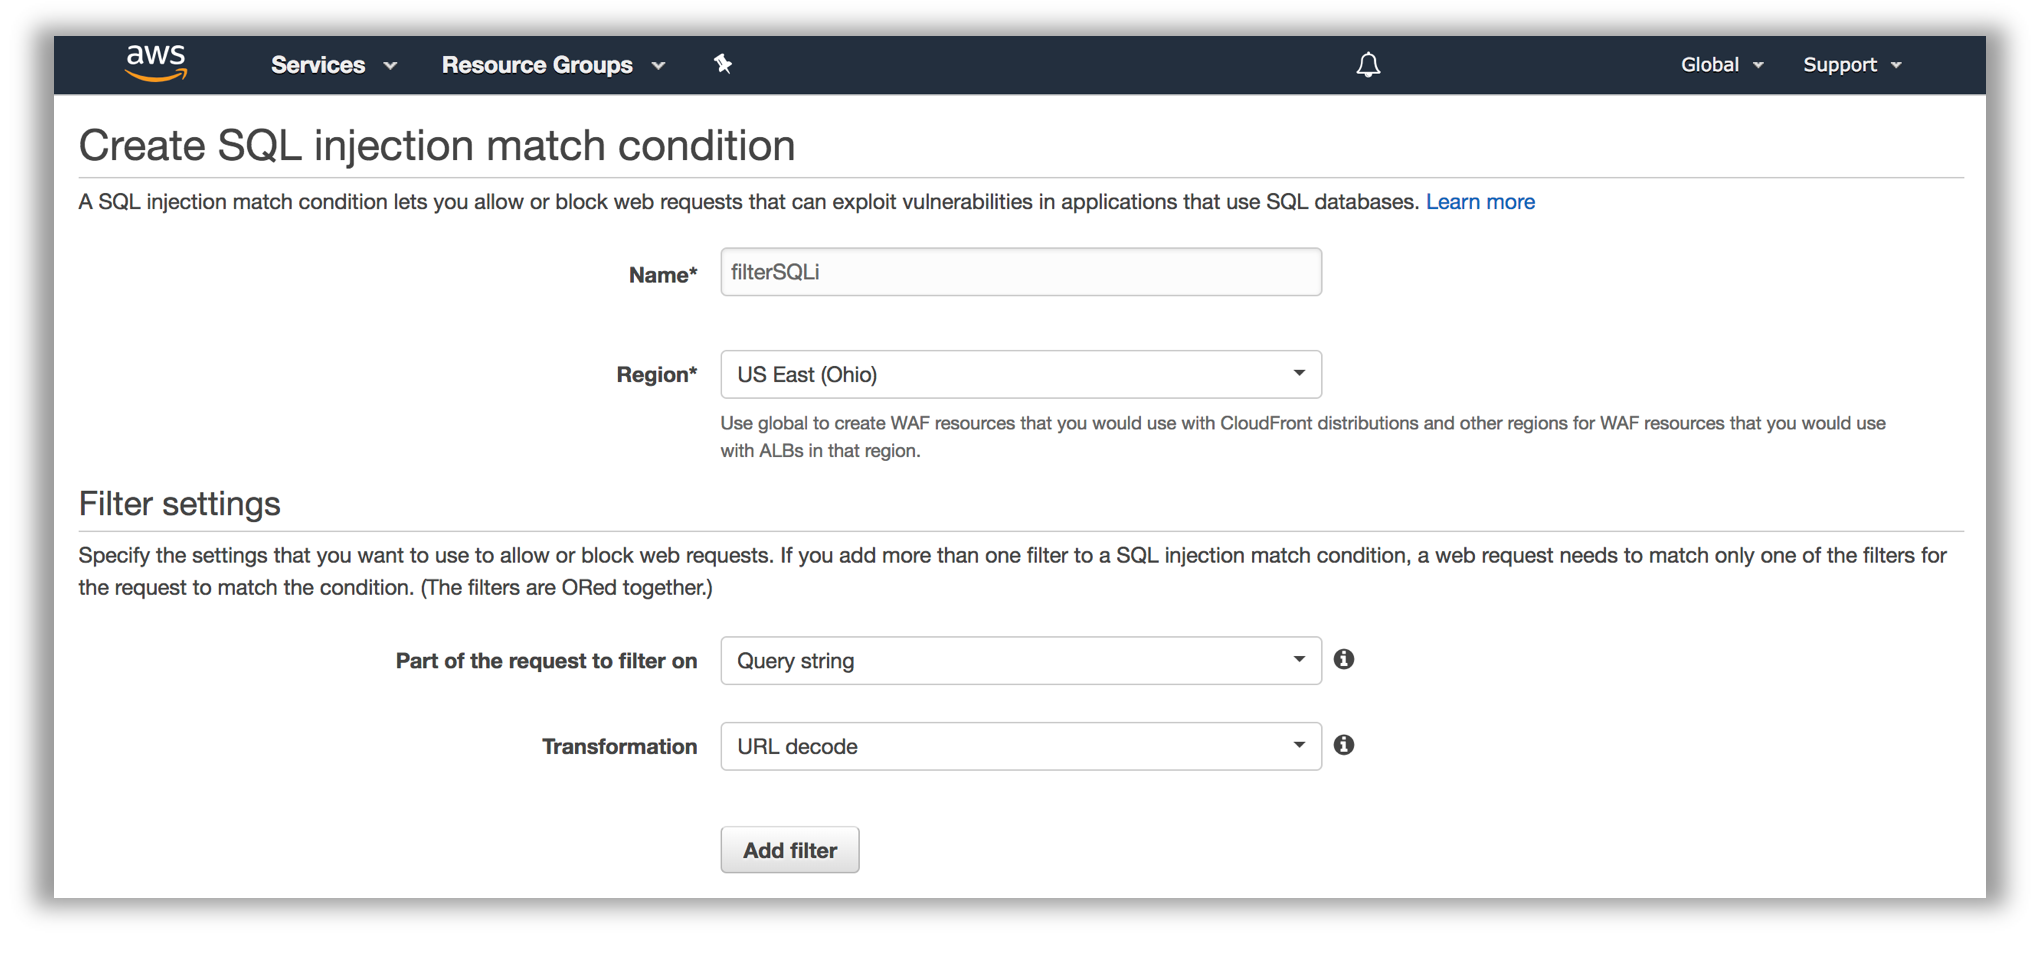 aws Services Resource Groups Global Support
Create SQL injection match condition
A SQL injection match condition lets you allow or block web requests that can exploit vulnerabilities in applications that use SQL databases. Learn more
Name* filterSQLi
Region* US East (Ohio)
Use global to create WAF resources that you would use with CloudFront distributions and other regions for WAF resources that you would use
with ALBs in that region.
Filter settings
Specify the settings that you want to use to allow or block web requests. If you add more than one filter to a SQL injection match condition, a web request needs to match only one of the filters for
the request to match the condition. (The filters are ORed together.)
Part of the request to filter on Query string
Transformation URL decode
Add filter